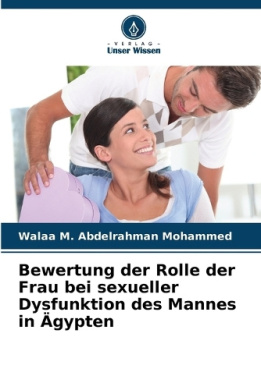 VERLAG
Unser Wissen
Walaa M. Abdelrahman Mohammed
Bewertung der Rolle der
Frau bei sexueller
Dysfunktion des Mannes
in Ägypten